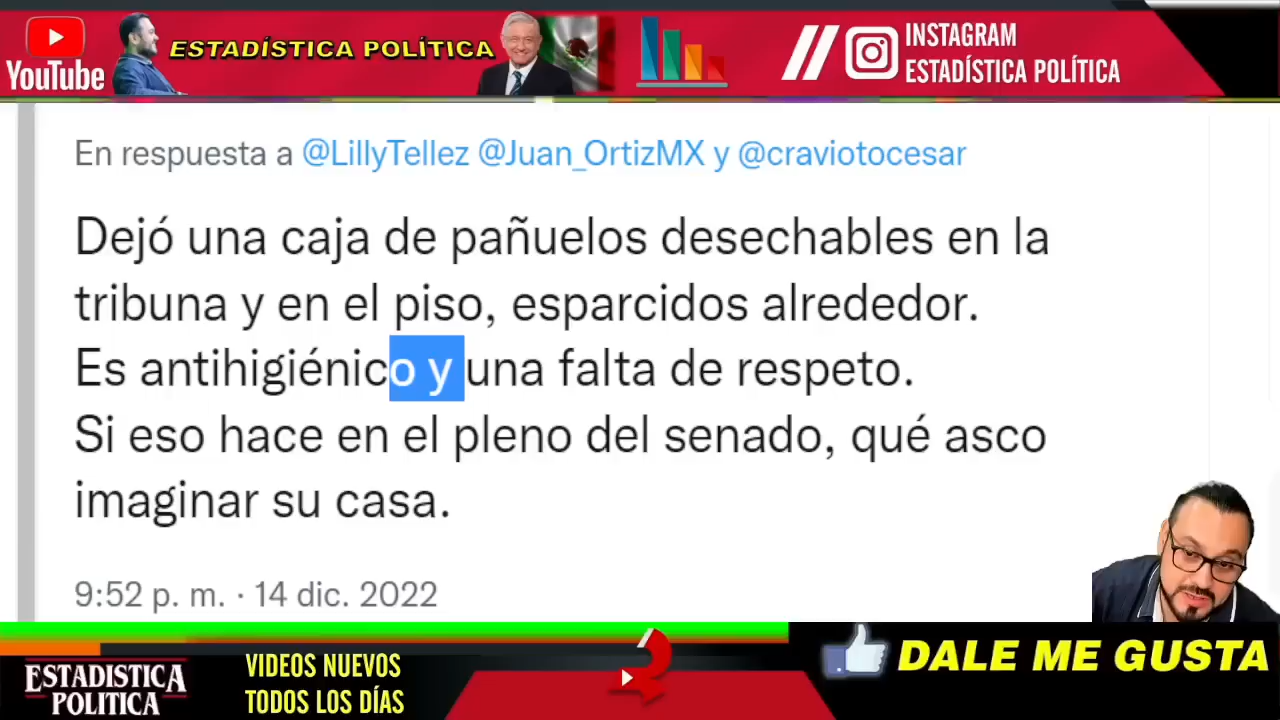 YouTube
ESTADÍSTICA POLÍTICA
INSTAGRAM
ESTADÍSTICA POLÍTICA
En respuesta a @LillyTellez @Juan_OrtizMX y @craviotocesar
Dejó una caja de pañuelos desechables en la
tribuna y en el piso, esparcidos alrededor.
Es antihigiénico y una falta de respeto.
Si eso hace en el pleno del senado, qué asco
imaginar su casa.
9:52 p. m. · 14 dic. 2022
ESTADISTICA
POLÍTICA
VIDEOS NUEVOS
TODOS LOS DÍAS
DALE ME GUSTA